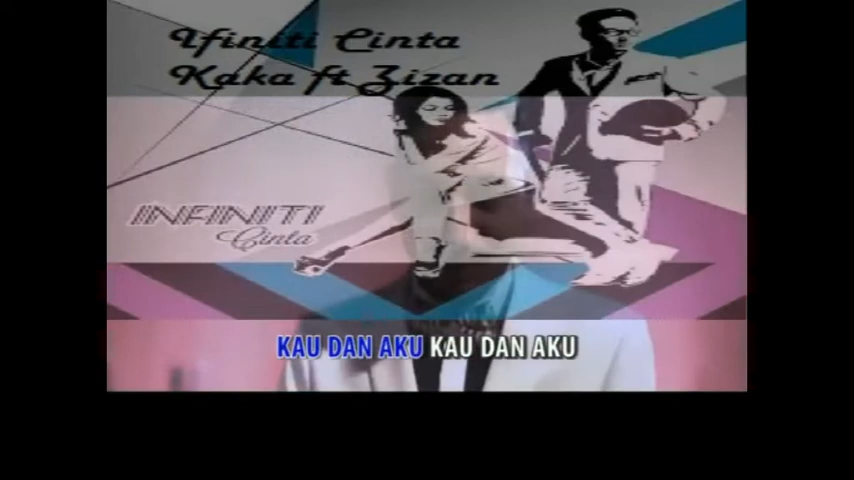 Ifiniti Cinta
Kaka ft Zizan
INFINITI
Cinta
KAU DAN AKU KAU DAN AKU